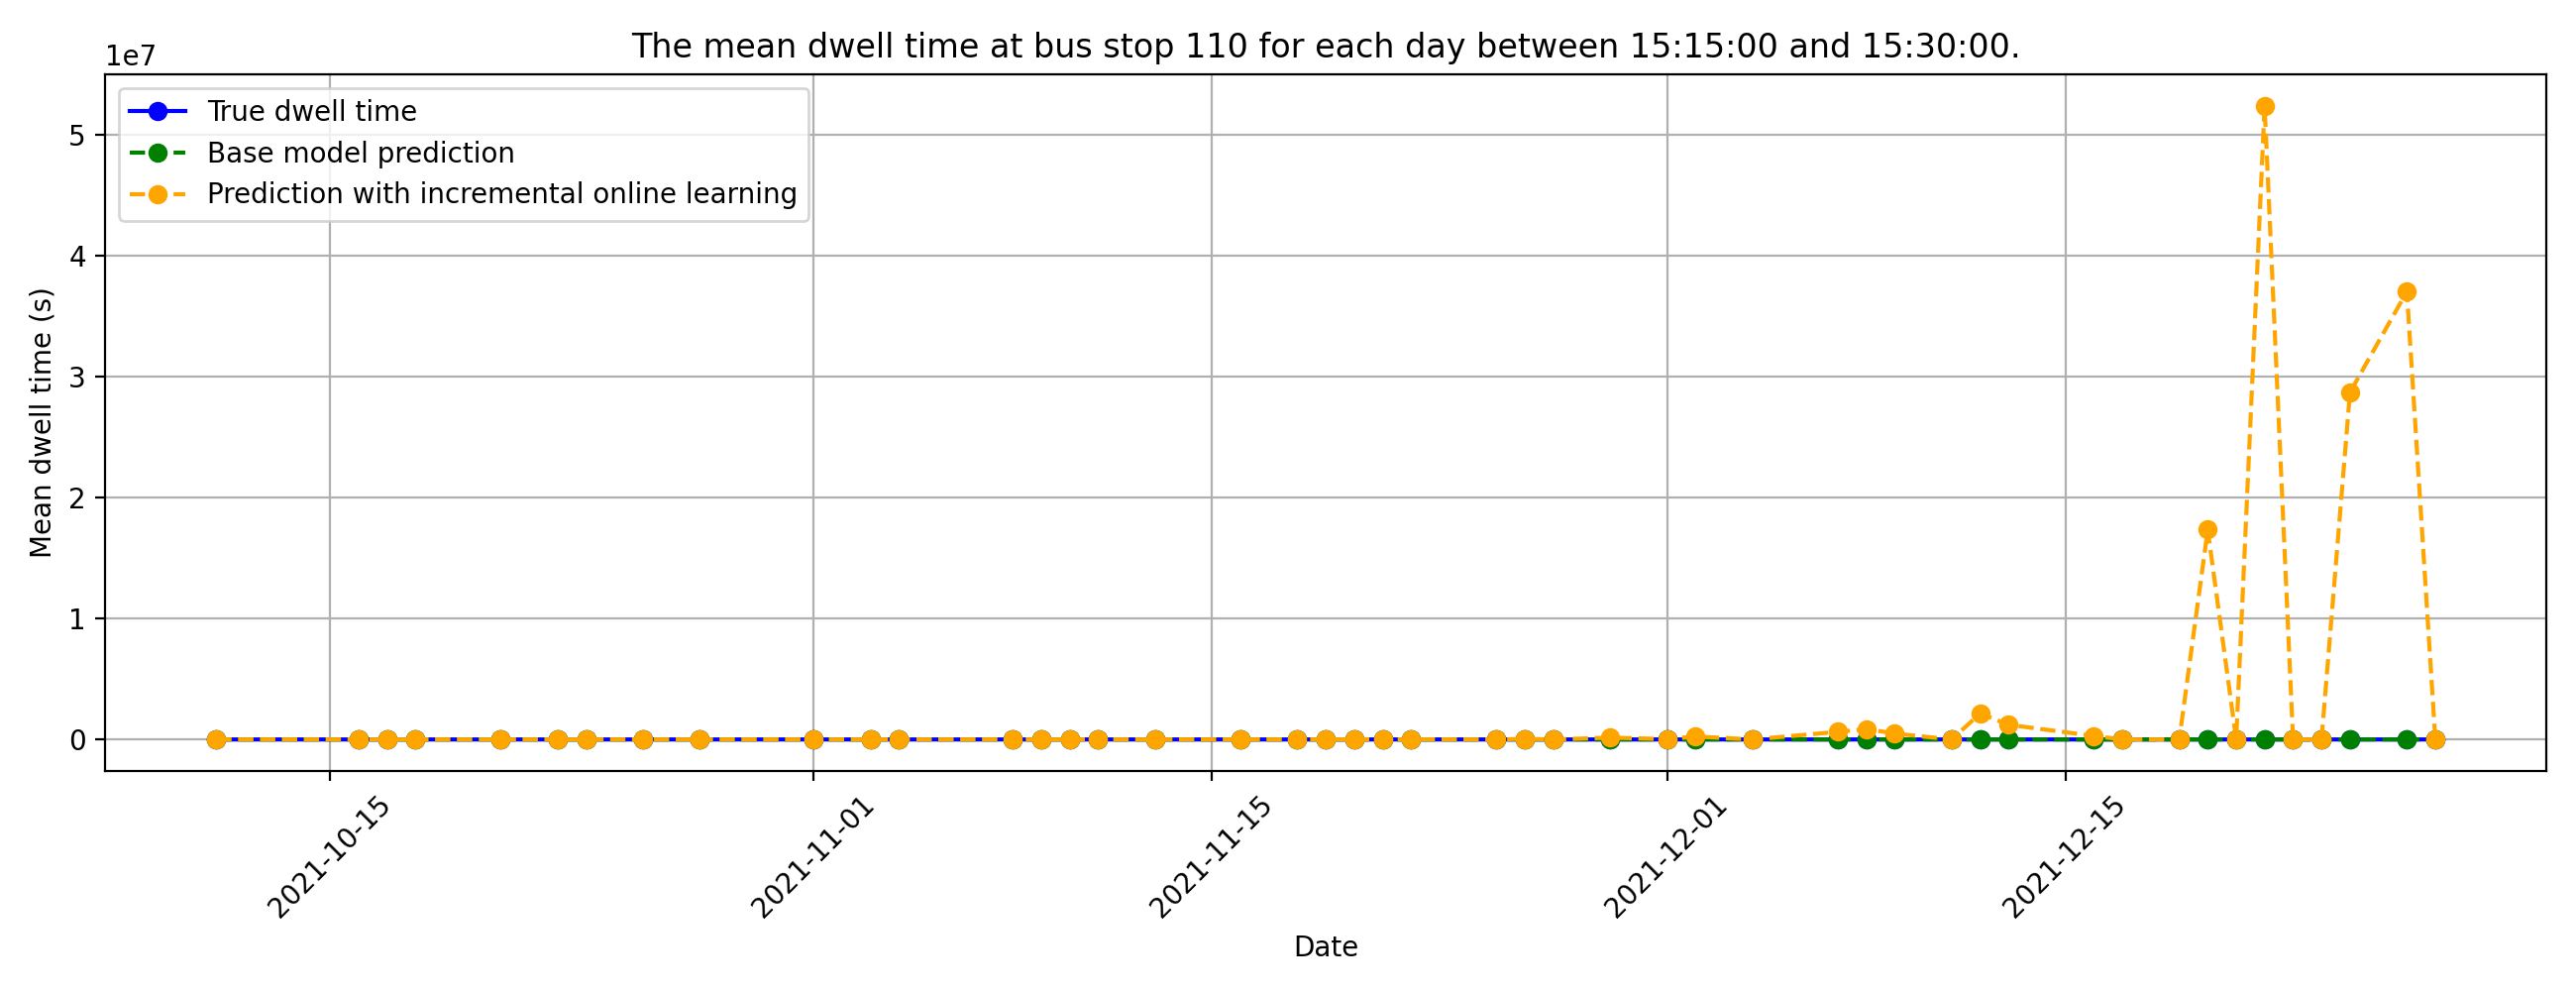 The mean dwell time at bus stop 110 for each day between 15:15:00 and 15:30:00.
1e7
True dwell time
Base model prediction
Prediction with incremental online learning
Mean dwell time (s)
5
4
3
2
1
0
2021-10-15
2021-11-01
2021-11-15
2021-12-01
2021-12-15
Date